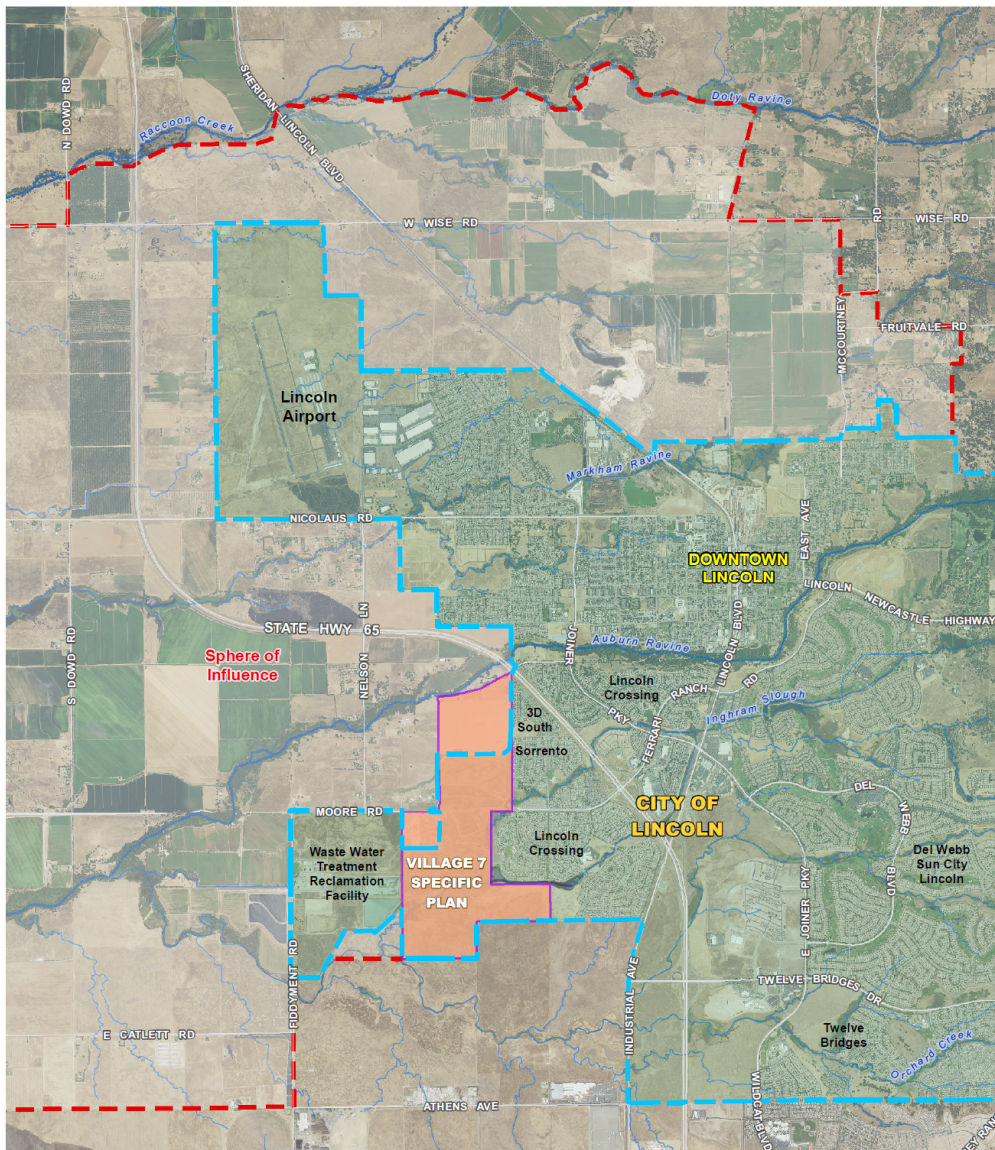 N DOWD RD
SHERIDAN LINCOLN BLVD
Raccoon Creek
Doty Ravine
W WISE RD
RD
WISE RD
MCCOURTNEY
FRUITVALE RD
Lincoln
Airport
Markham Ravine
NICOLAUS RD
EAST AVE
DOWNTOWN
LINCOLN
LINCOLN NEWCASTLE HIGHWAY
STATE HWY 65
NELSON LN
S DOWD RD
Sphere of
Influence
JOINER
PKY
Auburn Ravine
LINCOLN BLVD
Lincoln
Crossing
FERRARI RANCH RD
Inghram Slough
3D
South
Sorrento
MOORE RD
CITY OF
LINCOLN
DEL WEBB BLVD
Waste Water
Treatment
Reclamation
Facility
VILLAGE 7
SPECIFIC
PLAN
Lincoln
Crossing
Del Webb
Sun City
Lincoln
E JOINER PKY
FIDDYMENT RD
INDUSTRIAL AVE
TWELVE BRIDGES DR
E CATLETT RD
Twelve
Bridges
Orchard Creek
ATHENS AVE
WILDCAT BLVD